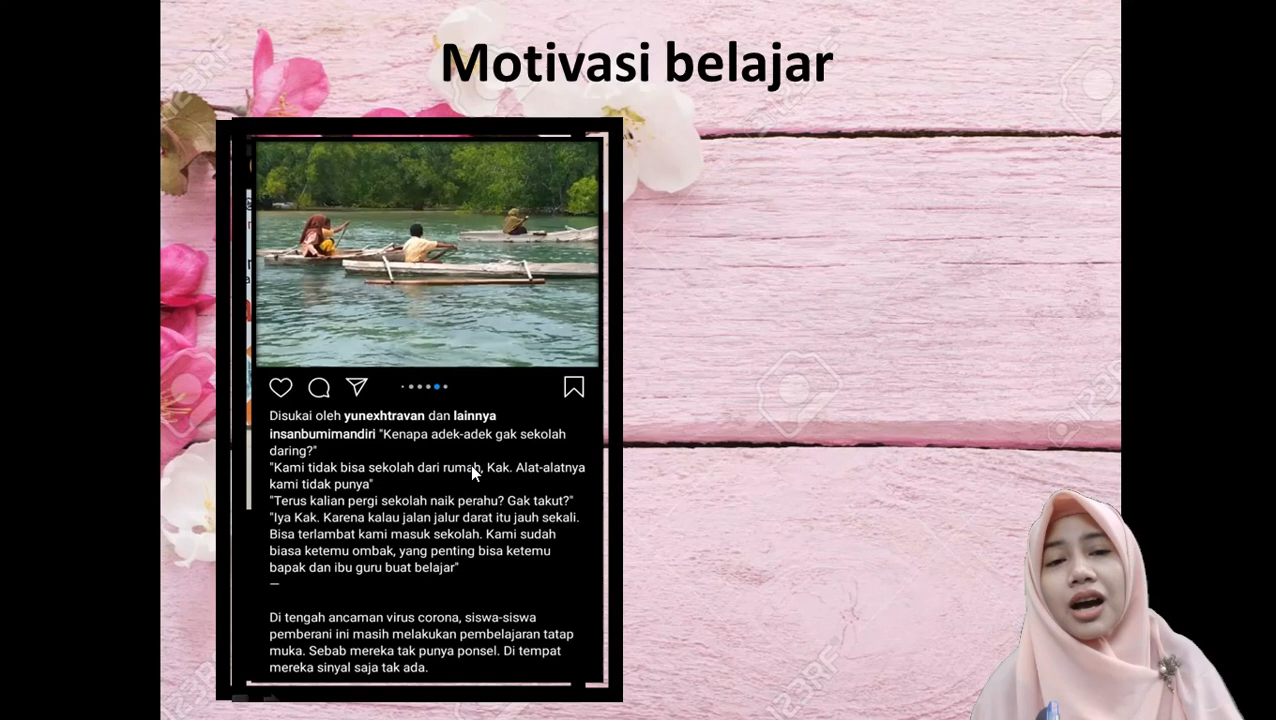 Motivasi belajar
Disukai oleh yunexhtravan dan lainnya
insanbumimandiri "Kenapa adek-adek gak sekolah
daring?"
"Kami tidak bisa sekolah dari rumah, Kak. Alat-alatnya
kami tidak punya"
"Terus kalian pergi sekolah naik perahu? Gak takut?"
"Iya Kak. Karena kalau jalan jalur darat itu jauh sekali.
Bisa terlambat kami masuk sekolah. Kami sudah
biasa ketemu ombak, yang penting bisa ketemu
bapak dan ibu guru buat belajar"
—
Di tengah ancaman virus corona, siswa-siswa
pemberani ini masih melakukan pembelajaran tatap
muka. Sebab mereka tak punya ponsel. Di tempat
mereka sinyal saja tak ada.